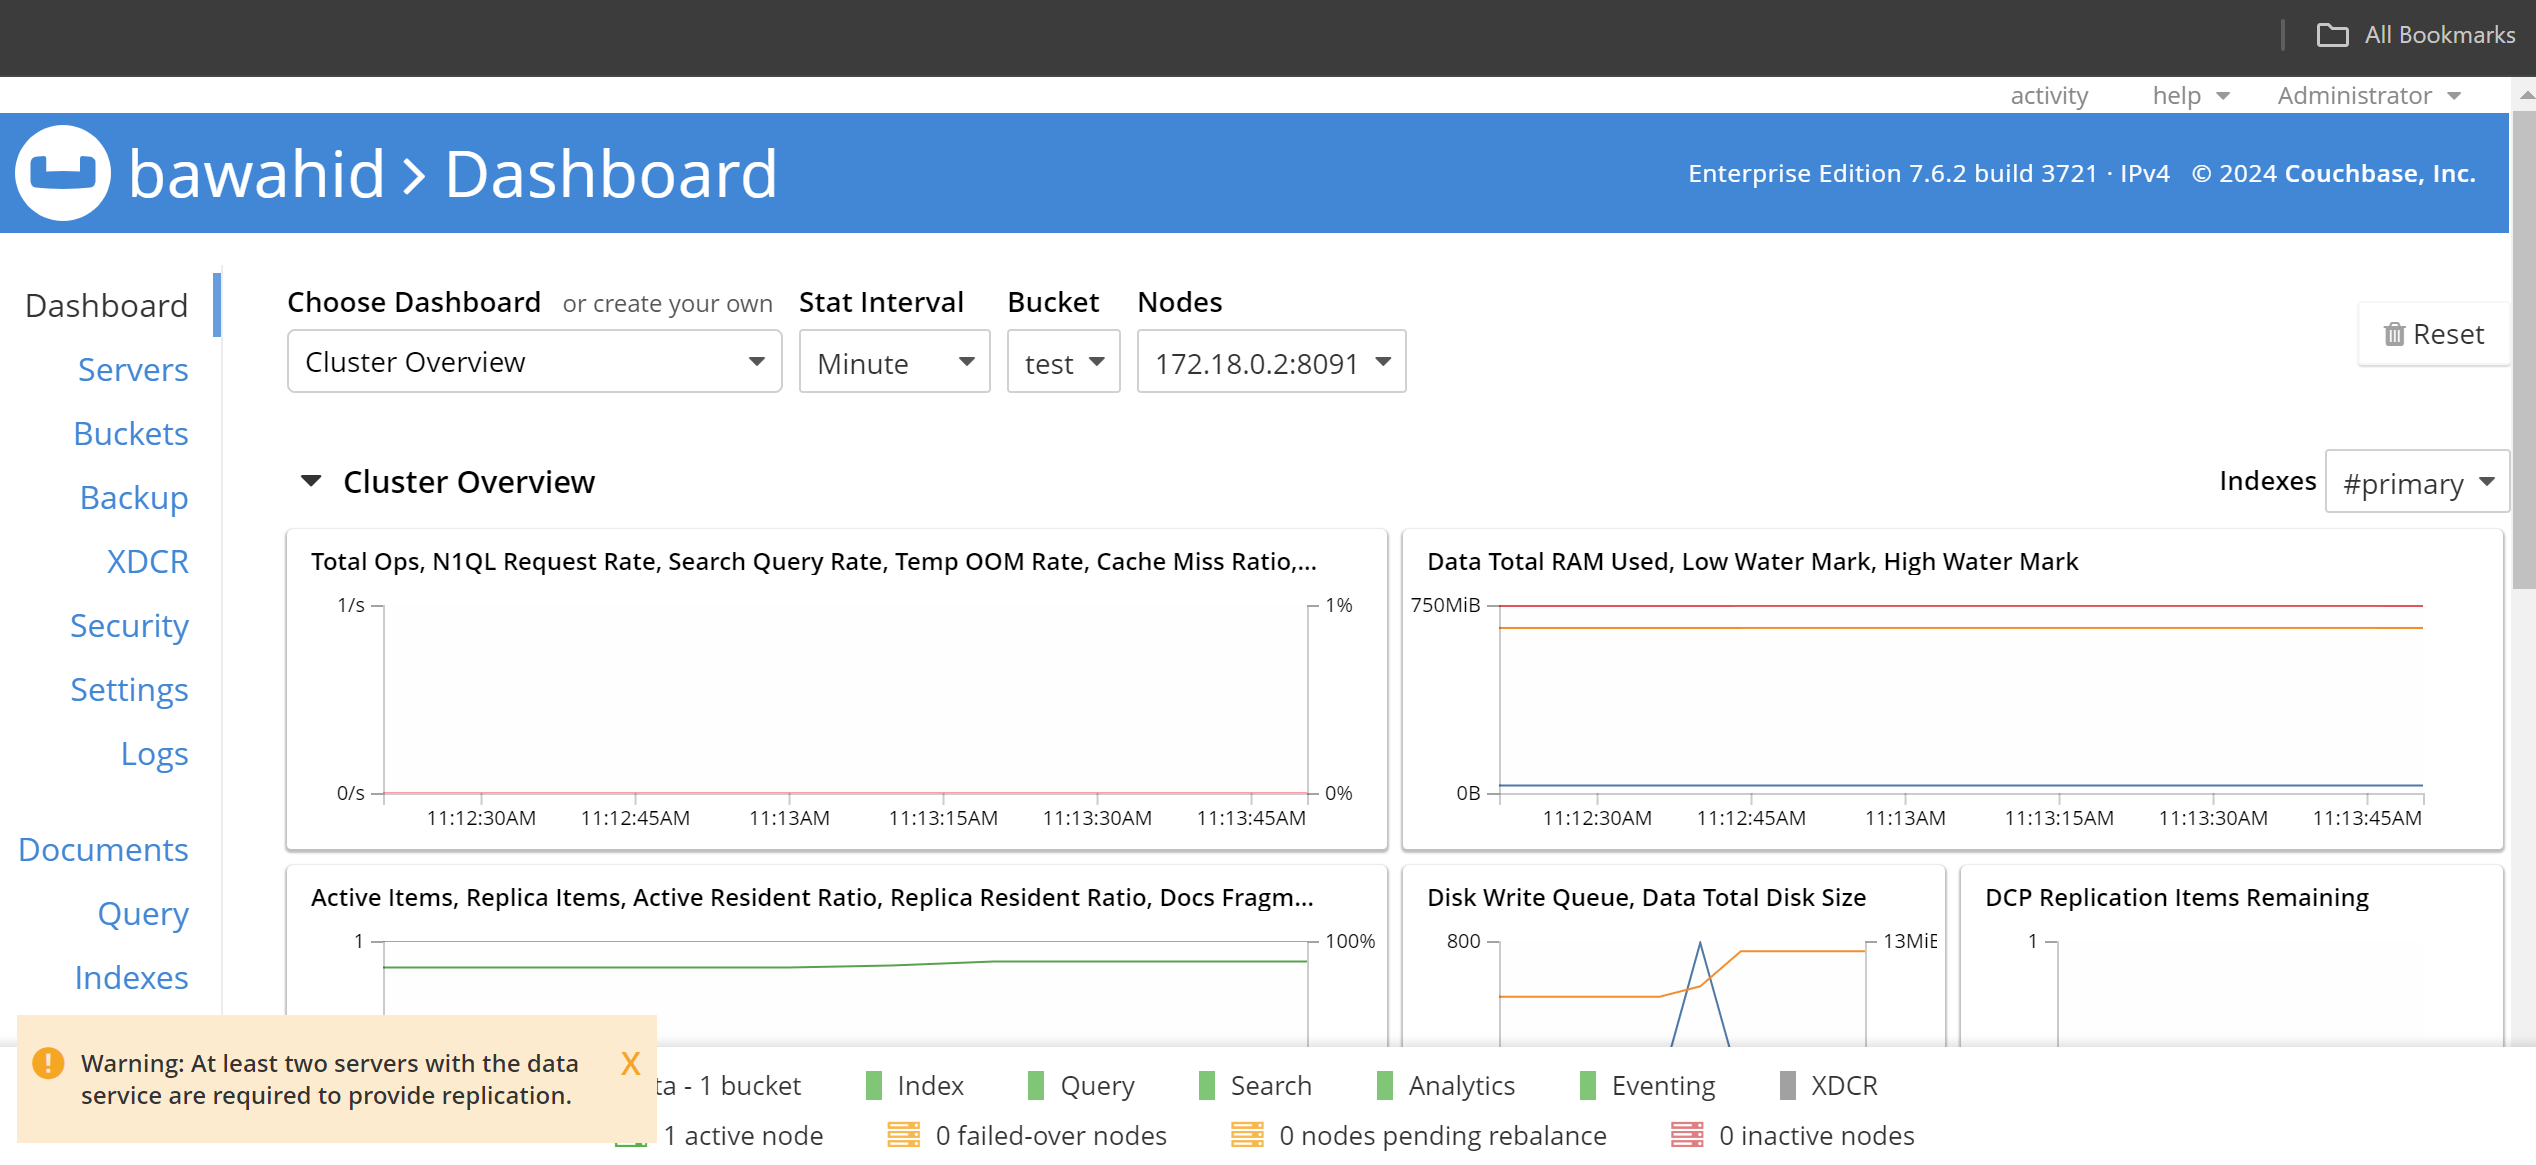 All Bookmarks
activity help Administrator
bawahid > Dashboard
Enterprise Edition 7.6.2 build 3721 · IPv4 © 2024 Couchbase, Inc.
Dashboard
Servers
Buckets
Backup
XDCR
Security
Settings
Logs
Documents
Query
Indexes
Choose Dashboard or create your own Stat Interval Bucket Nodes
Cluster Overview Minute test 172.18.0.2:8091
Reset
Cluster Overview
Indexes #primary
Total Ops, N1QL Request Rate, Search Query Rate, Temp OOM Rate, Cache Miss Ratio,...
1/s 1%
0/s 0%
11:12:30AM 11:12:45AM 11:13AM 11:13:15AM 11:13:30AM 11:13:45AM
Data Total RAM Used, Low Water Mark, High Water Mark
750MiB
0B
11:12:30AM 11:12:45AM 11:13AM 11:13:15AM 11:13:30AM 11:13:45AM
Active Items, Replica Items, Active Resident Ratio, Replica Resident Ratio, Docs Fragm...
1 100%
Disk Write Queue, Data Total Disk Size
800 13MiB
DCP Replication Items Remaining
1
Warning: At least two servers with the data
service are required to provide replication.
X
ta - 1 bucket Index Query Search Analytics Eventing XDCR
1 active node 0 failed-over nodes 0 nodes pending rebalance 0 inactive nodes